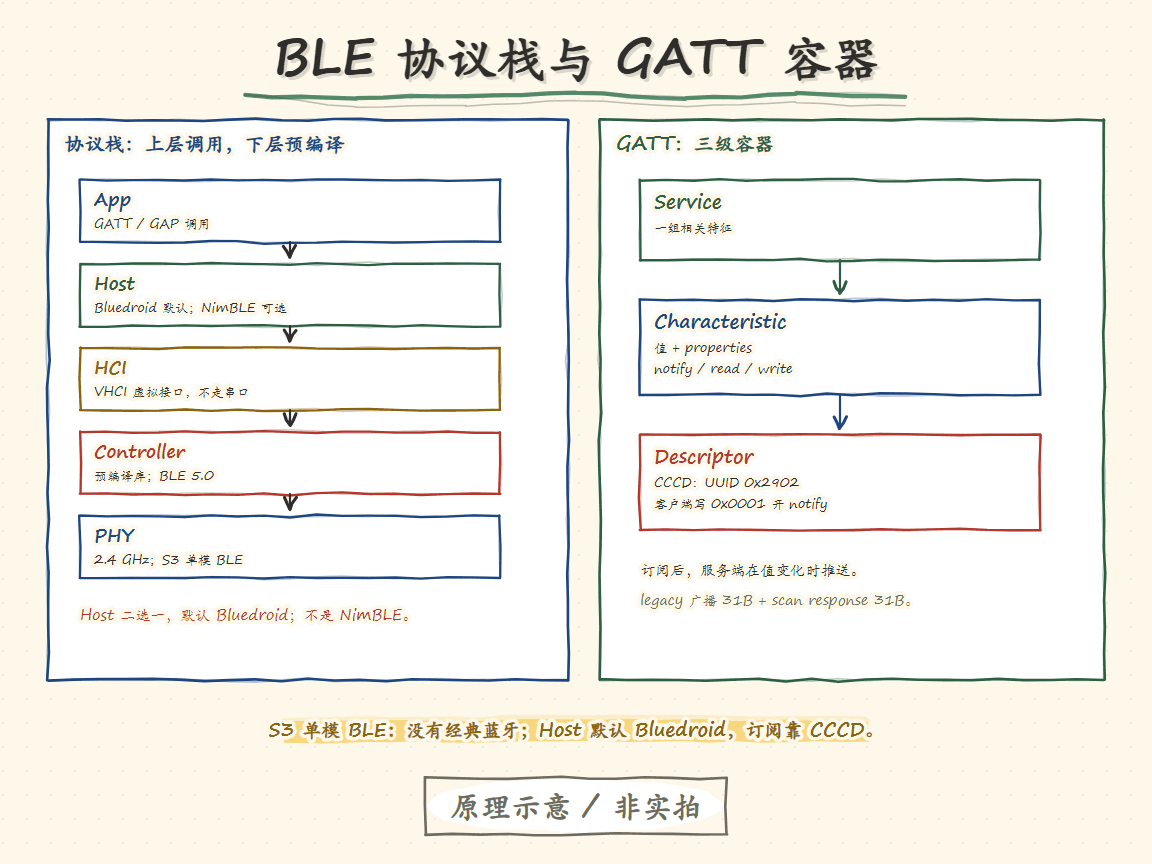 BLE 协议栈与 GATT 容器
协议栈：上层调用，下层预编译
App
GATT / GAP 调用
Host
Bluedroid 默认；NimBLE 可选
HCI
VHCI 虚拟接口，不走串口
Controller
预编译库；BLE 5.0
PHY
2.4 GHz；S3 单模 BLE
Host 二选一，默认 Bluedroid；不是 NimBLE。
GATT：三级容器
Service
一组相关特征
Characteristic
值 + properties
notify / read / write
Descriptor
CCCD：UUID 0x2902
客户端写 0x0001 开 notify
订阅后，服务端在值变化时推送。
legacy 广播 31B + scan response 31B。
S3 单模 BLE：没有经典蓝牙；Host 默认 Bluedroid，订阅靠 CCCD。
原理示意 / 非实拍